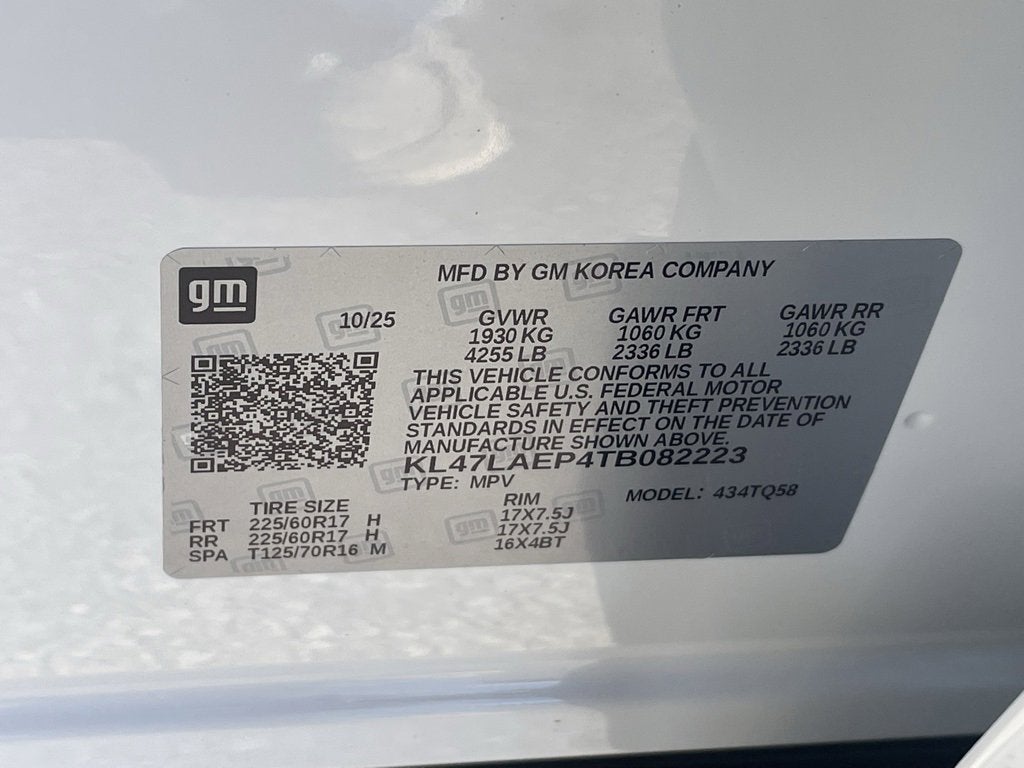 gm
MFD BY GM KOREA COMPANY
10/25
GVWR GAWR FRT GAWR RR
1930 KG 1060 KG 1060 KG
4255 LB 2336 LB 2336 LB
THIS VEHICLE CONFORMS TO ALL
APPLICABLE U.S. FEDERAL MOTOR
VEHICLE SAFETY AND THEFT PREVENTION
STANDARDS IN EFFECT ON THE DATE OF
MANUFACTURE SHOWN ABOVE.
KL47LAEP4TB082223
TYPE: MPV MODEL: 434TQ58
TIRE SIZE RIM
FRT 225/60R17 H 17X7.5J
RR 225/60R17 H 17X7.5J
SPA T125/70R16 M 16X4BT